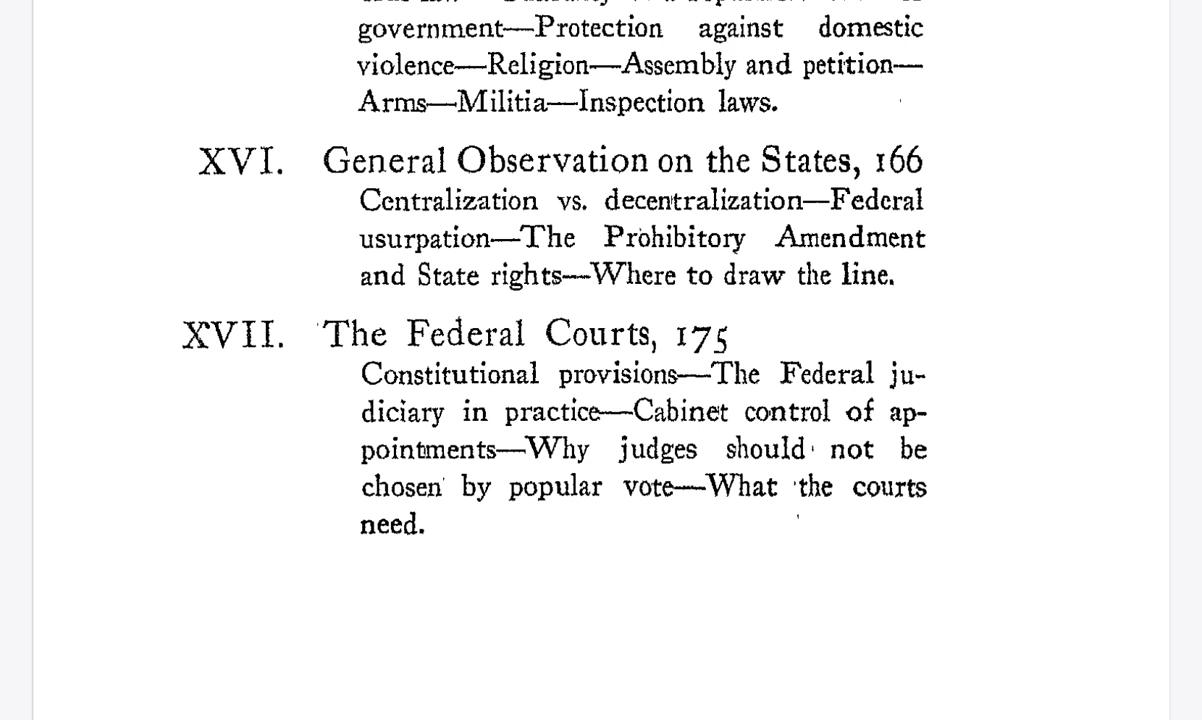 government—Protection against domestic
violence—Religion—Assembly and petition—
Arms—Militia—Inspection laws.
XVI. General Observation on the States, 166
Centralization vs. decentralization—Federal
usurpation—The Prohibitory Amendment
and State rights—Where to draw the line.
XVII. The Federal Courts, 175
Constitutional provisions—The Federal ju-
diciary in practice—Cabinet control of ap-
pointments—Why judges should not be
chosen by popular vote—What the courts
need.